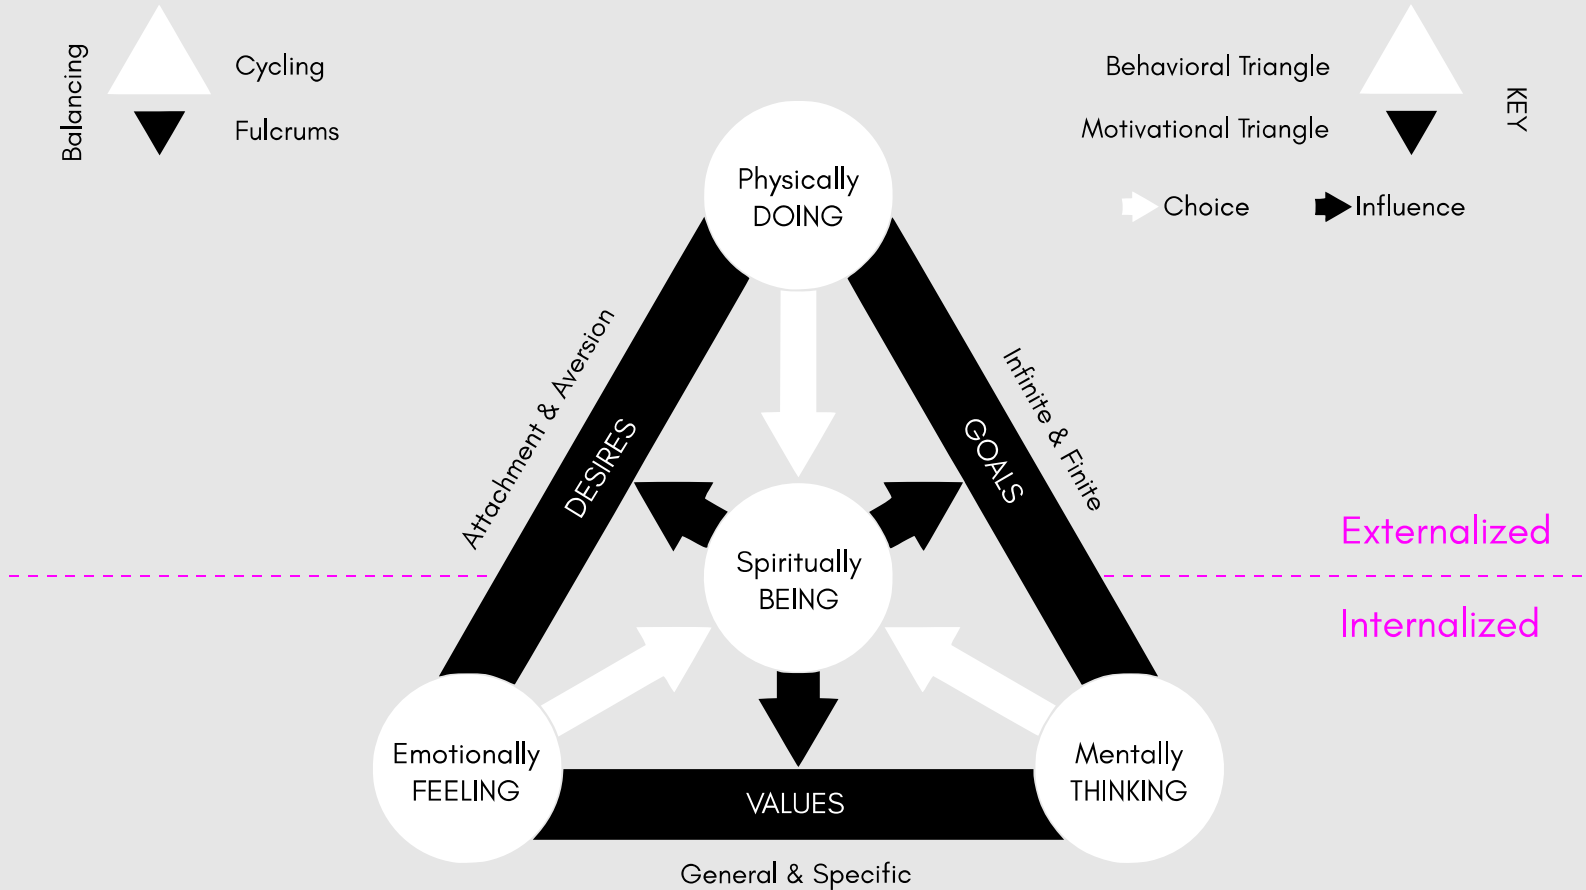 Balancing
Cycling
Fulcrums
Behavioral Triangle
Motivational Triangle
KEY
Choice
Influence
Physically
DOING
Attachment & Aversion
DESIRES
GOALS
Infinite & Finite
Externalized
Spiritually
BEING
Internalized
Emotionally
FEELING
Mentally
THINKING
VALUES
General & Specific